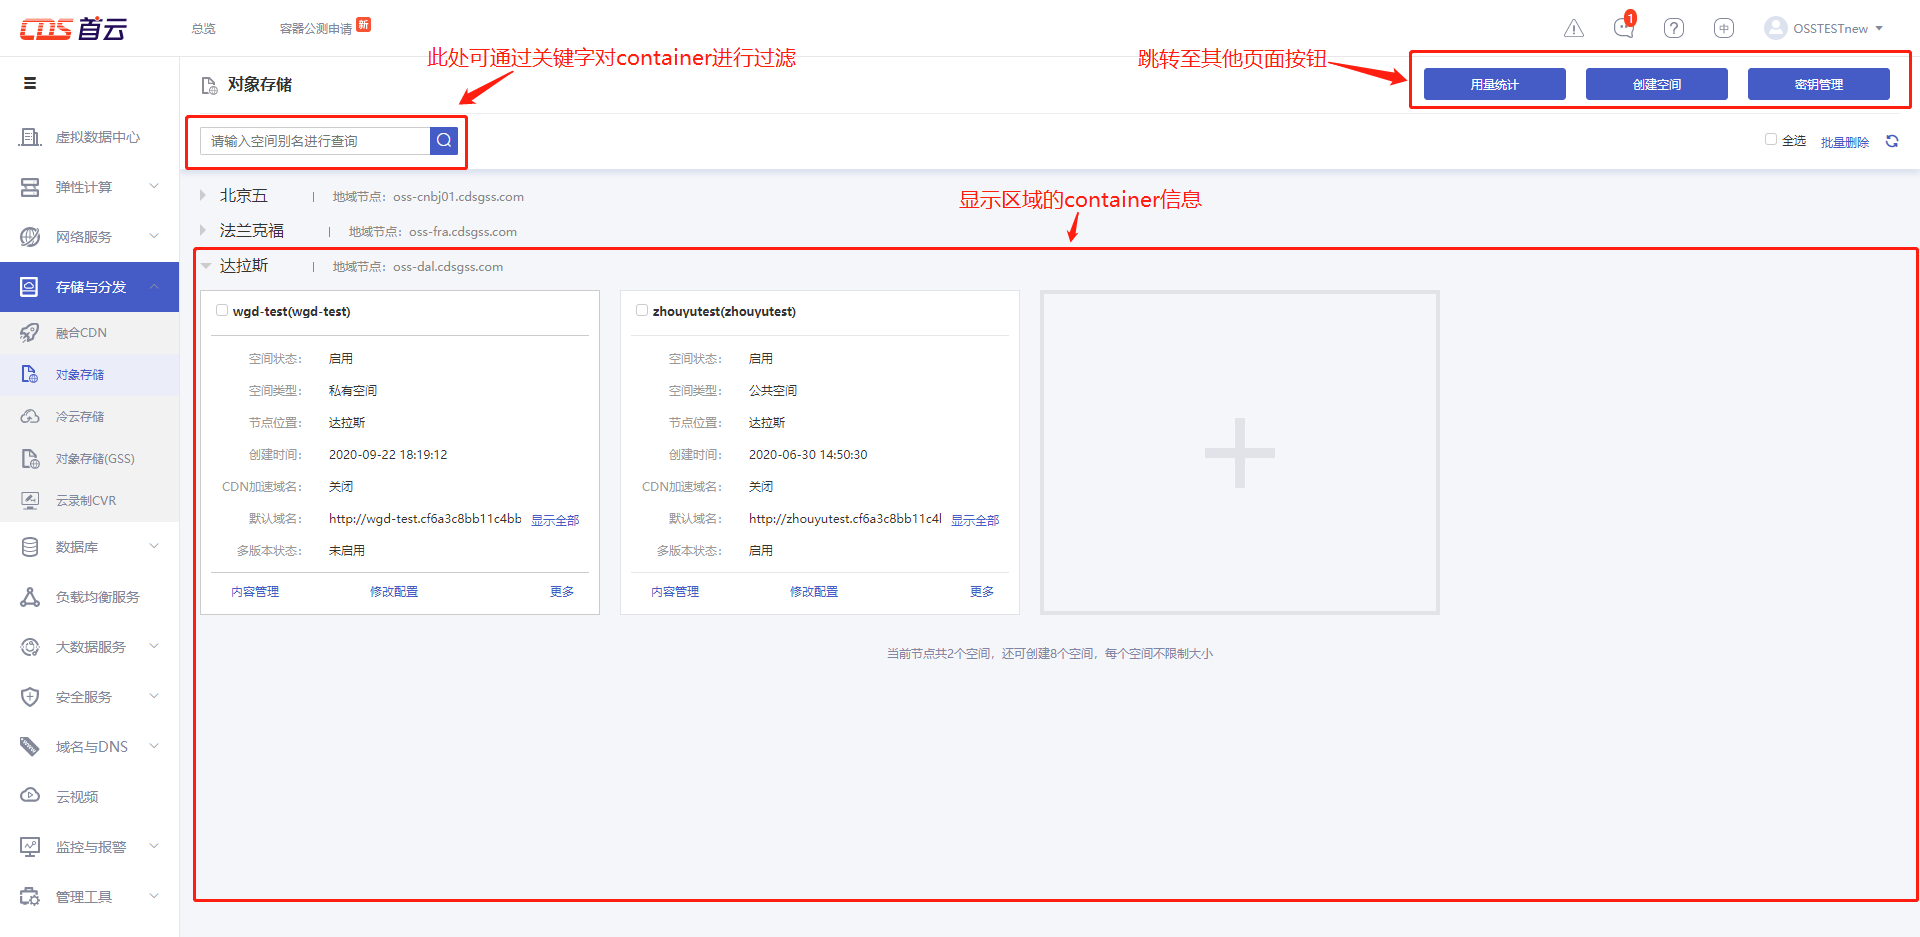 CDS 首云
总览
容器公测申请
新
1
中
OSSTESTnew
此处可通过关键字对container进行过滤
跳转至其他页面按钮
对象存储
用量统计
创建空间
密钥管理
请输入空间别名进行查询
全选
批量删除
虚拟数据中心
弹性计算
网络服务
存储与分发
融合CDN
对象存储
冷云存储
对象存储(GSS)
云录制CVR
数据库
负载均衡服务
大数据服务
安全服务
域名与DNS
云视频
监控与报警
管理工具
北京五 | 地域节点：oss-cnbj01.cdsgss.com
显示区域的container信息
法兰克福 | 地域节点：oss-fra.cdsgss.com
达拉斯 | 地域节点：oss-dal.cdsgss.com
wgd-test(wgd-test)
空间状态： 启用
空间类型： 私有空间
节点位置： 达拉斯
创建时间： 2020-09-22 18:19:12
CDN加速域名： 关闭
默认域名： http://wgd-test.cf6a3c8bb11c4bb 显示全部
多版本状态： 未启用
内容管理 修改配置 更多
zhouyutest(zhouyutest)
空间状态： 启用
空间类型： 公共空间
节点位置： 达拉斯
创建时间： 2020-06-30 14:50:30
CDN加速域名： 关闭
默认域名： http://zhouyutest.cf6a3c8bb11c4l 显示全部
多版本状态： 启用
内容管理 修改配置 更多
当前节点共2个空间，还可创建8个空间，每个空间不限制大小